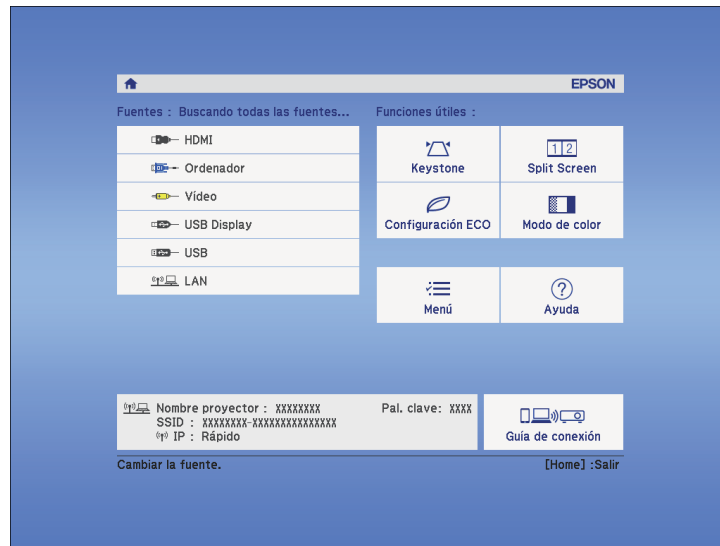 EPSON
Fuentes : Buscando todas las fuentes...
HDMI
Ordenador
Vídeo
USB Display
USB
LAN
Funciones útiles :
Keystone
1 2
Split Screen
Configuración ECO
Modo de color
Menú
?
Ayuda
Nombre proyector : XXXXXXXX
SSID : XXXXXXXX-XXXXXXXXXXXXXXX
IP : Rápido
Pal. clave: XXXX
Guía de conexión
Cambiar la fuente.
[Home] :Salir